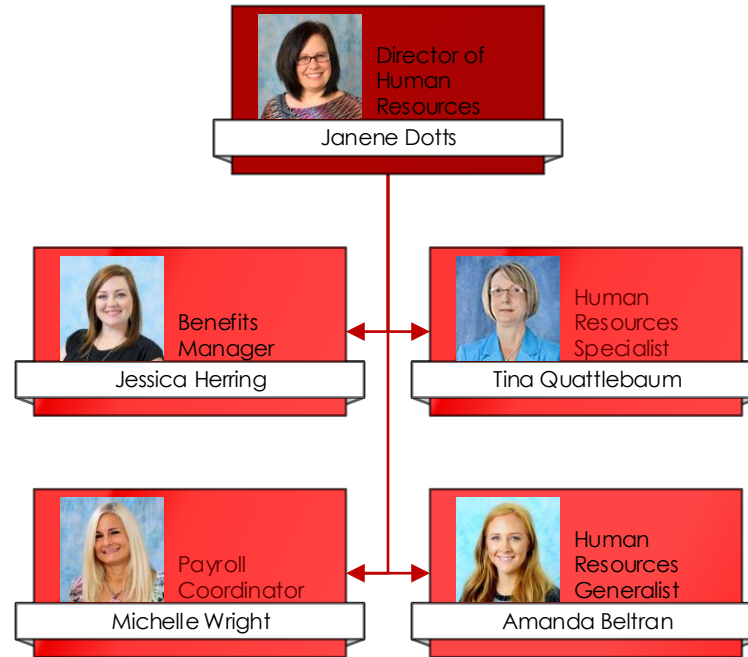 Director of
Human
Resources
Janene Dotts
Benefits
Manager
Jessica Herring
Human
Resources
Specialist
Tina Quattlebaum
Payroll
Coordinator
Michelle Wright
Human
Resources
Generalist
Amanda Beltran